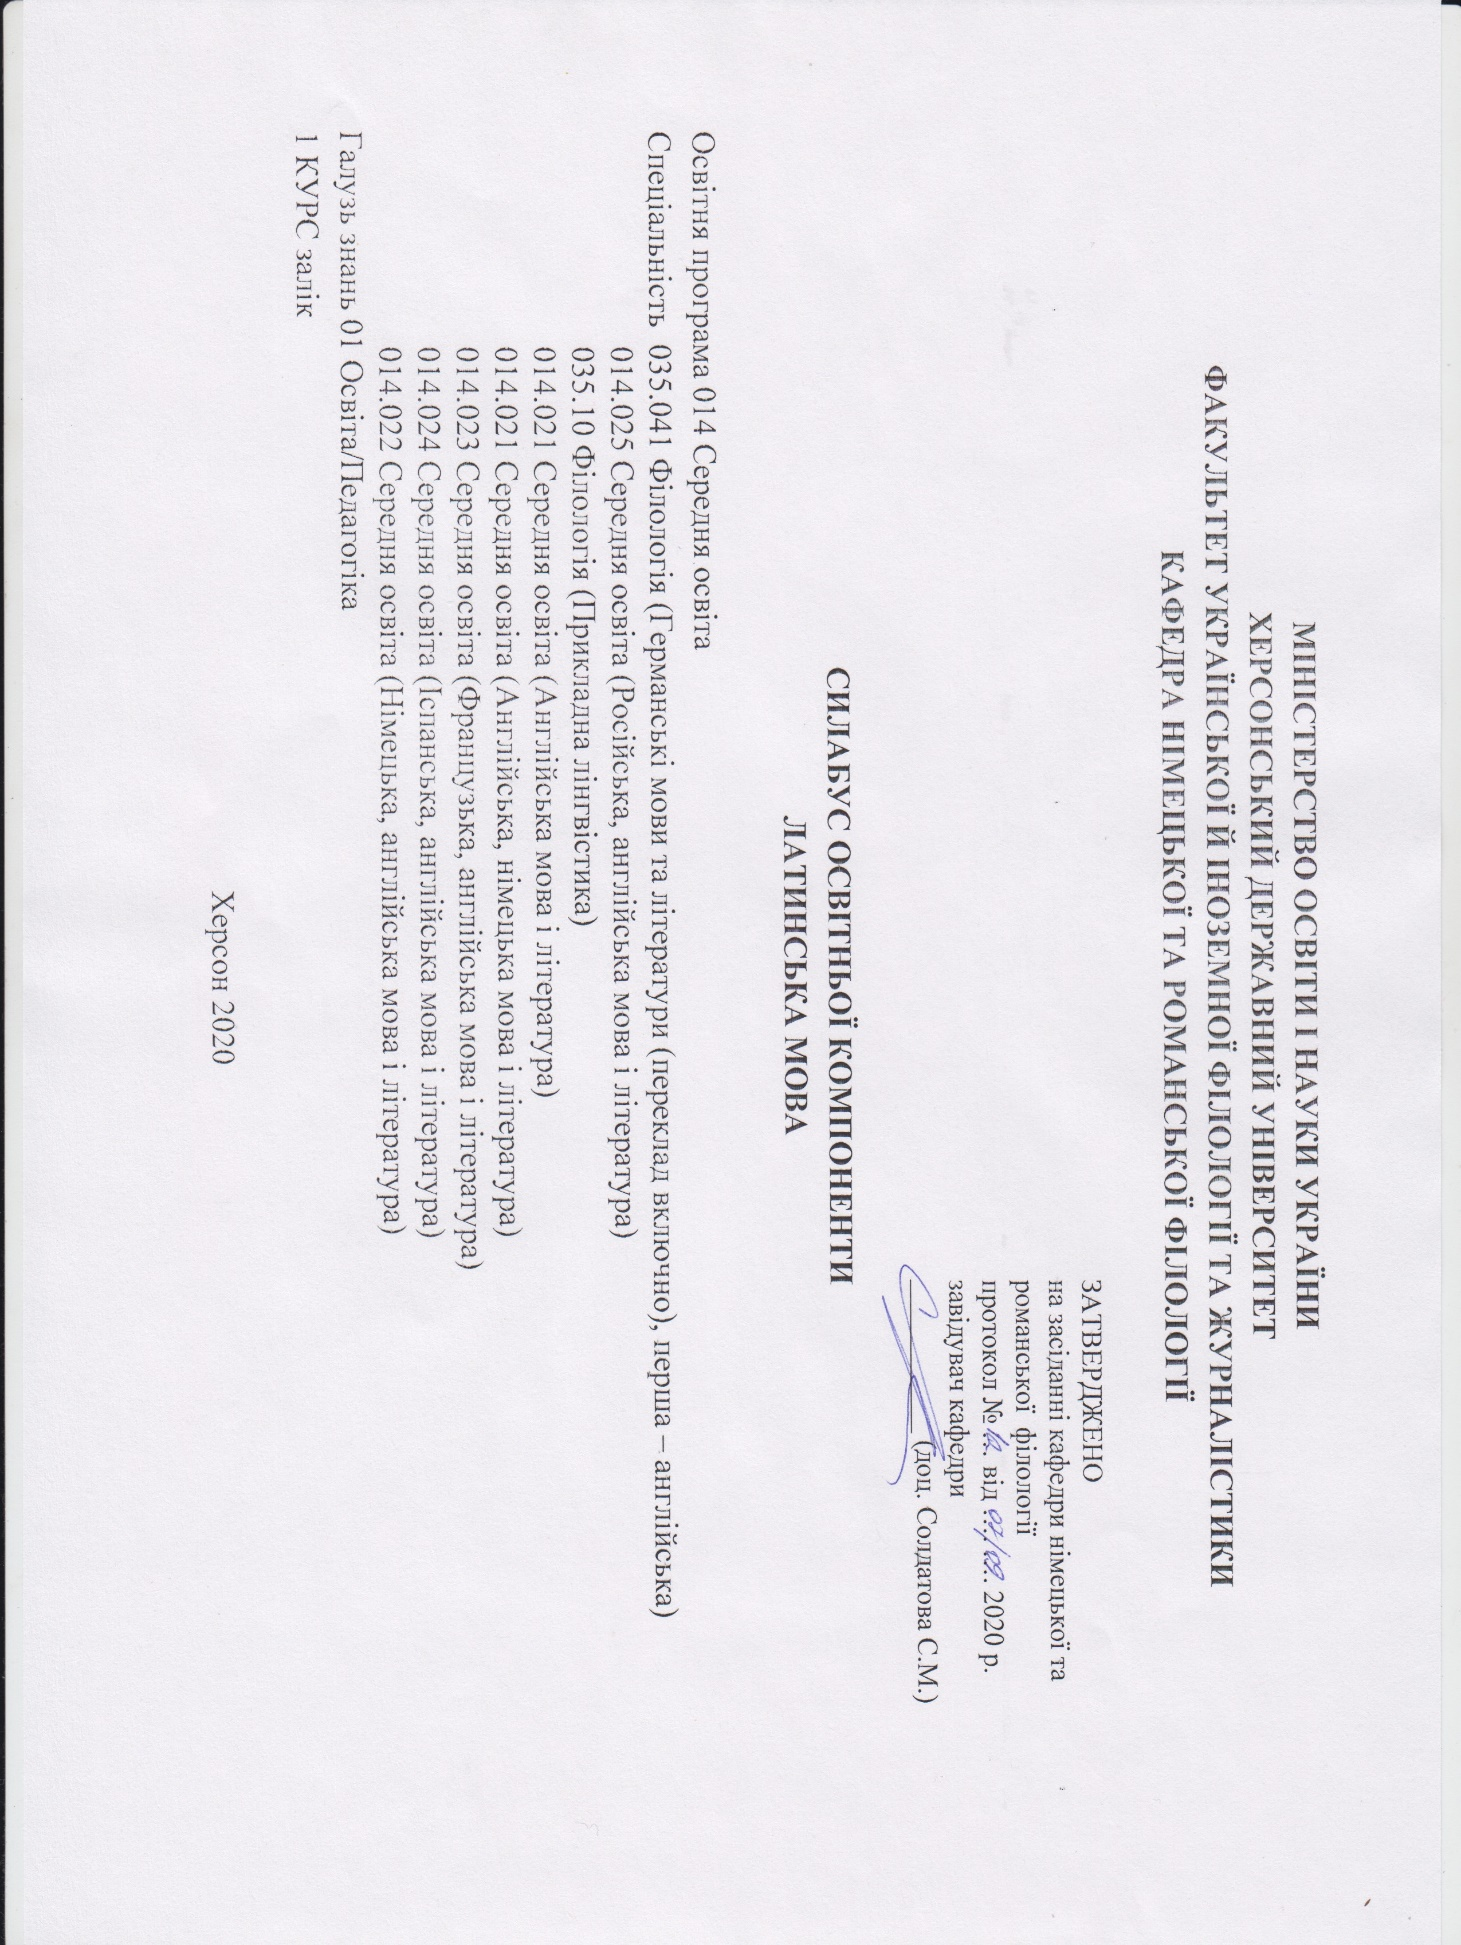 МІНІСТЕРСТВО ОСВІТИ І НАУКИ УКРАЇНИ
ХЕРСОНСЬКИЙ ДЕРЖАВНИЙ УНІВЕРСИТЕТ
ФАКУЛЬТЕТ УКРАЇНСЬКОЇ Й ІНОЗЕМНОЇ ФІЛОЛОГІЇ ТА ЖУРНАЛІСТИКИ
КАФЕДРА НІМЕЦЬКОЇ ТА РОМАНСЬКОЇ ФІЛОЛОГІЇ
ЗАТВЕРДЖЕНО
на засіданні кафедри німецької та
романської філології
протокол № від 07/09 2020 р.
завідувач кафедри
(доц. Солдатова С.М.)
СИЛАБУС ОСВІТНЬОЇ КОМПОНЕНТИ
ЛАТИНСЬКА МОВА
Освітня програма 014 Середня освіта
Спеціальність 035.041 Філологія (Германські мови та літератури (переклад включно), перша – англійська)
014.025 Середня освіта (Російська, англійська мова і література)
035.10 Філологія (Прикладна лінгвістика)
014.021 Середня освіта (Англійська мова і література)
014.021 Середня освіта (Англійська, німецька мова і література)
014.023 Середня освіта (Французька, англійська мова і література)
014.024 Середня освіта (Іспанська, англійська мова і література)
014.022 Середня освіта (Німецька, англійська мова і література)
Галузь знань 01 Освіта/Педагогіка
1 КУРС залік
Херсон 2020